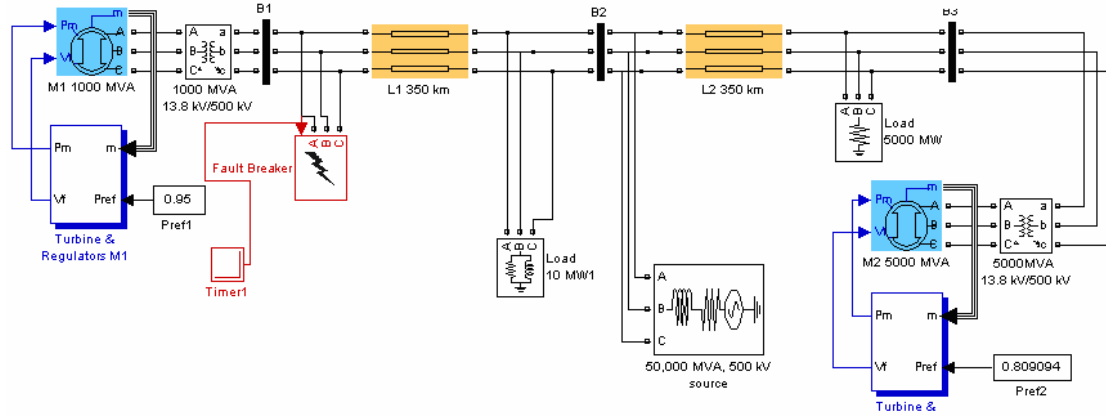 B1
B2
B3
Pm
m
A
A
a
Vf
B
B
b
C
C
c
M1 1000 MVA
1000 MVA
13.8 kV/500 kV
L1 350 km
L2 350 km
A B C
Load
5000 MW
Pm
m
Vf
Pref
0.95
Pref1
Turbine &
Regulators M1
A B C
Fault Breaker
Timer1
A B C
Load
10 MW1
A
B
C
50,000 MVA, 500 kV
source
Pm
m
A
A
a
Vf
B
B
b
C
C
c
M2 5000 MVA
5000MVA
13.8 kV/500 kV
Pm
m
Vf
Pref
0.809094
Pref2
Turbine &